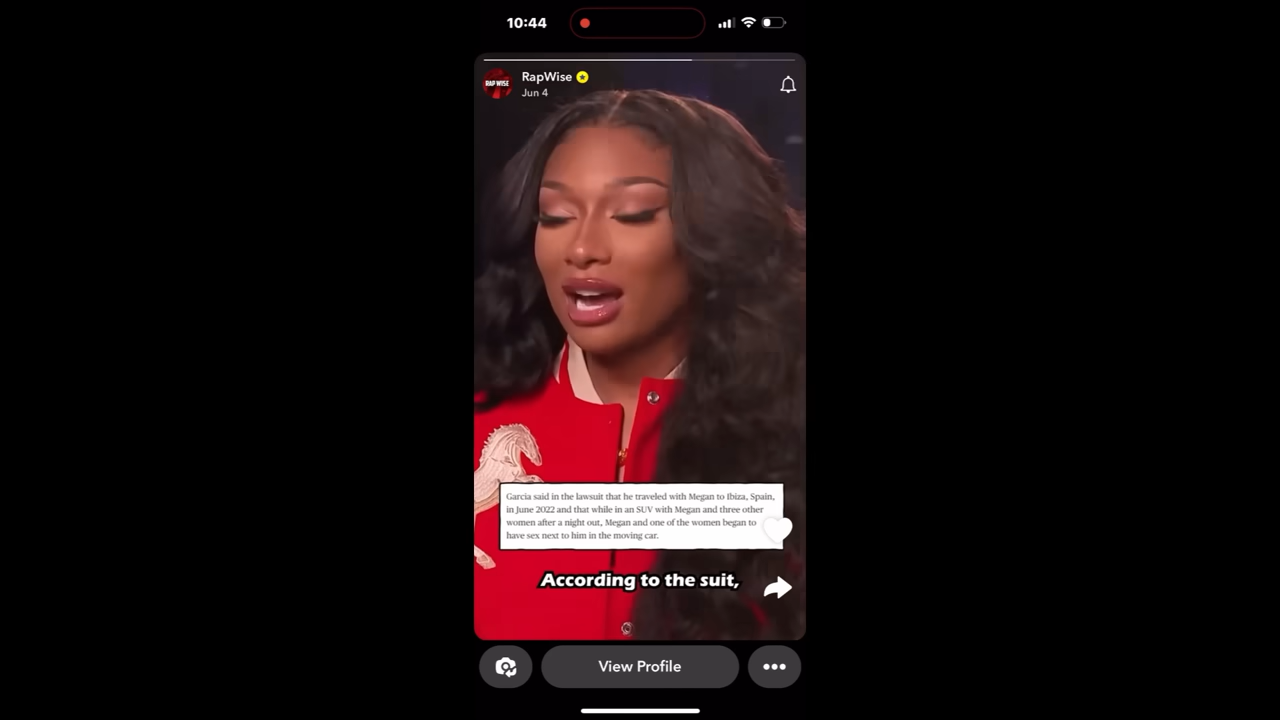 10:44
RAP WISE
RapWise
Jun 4
Garcia said in the lawsuit that he traveled with Megan to Ibiza, Spain,
in June 2022 and that while in an SUV with Megan and three other
women after a night out, Megan and one of the women began to
have sex next to him in the moving car.
According to the suit,
View Profile